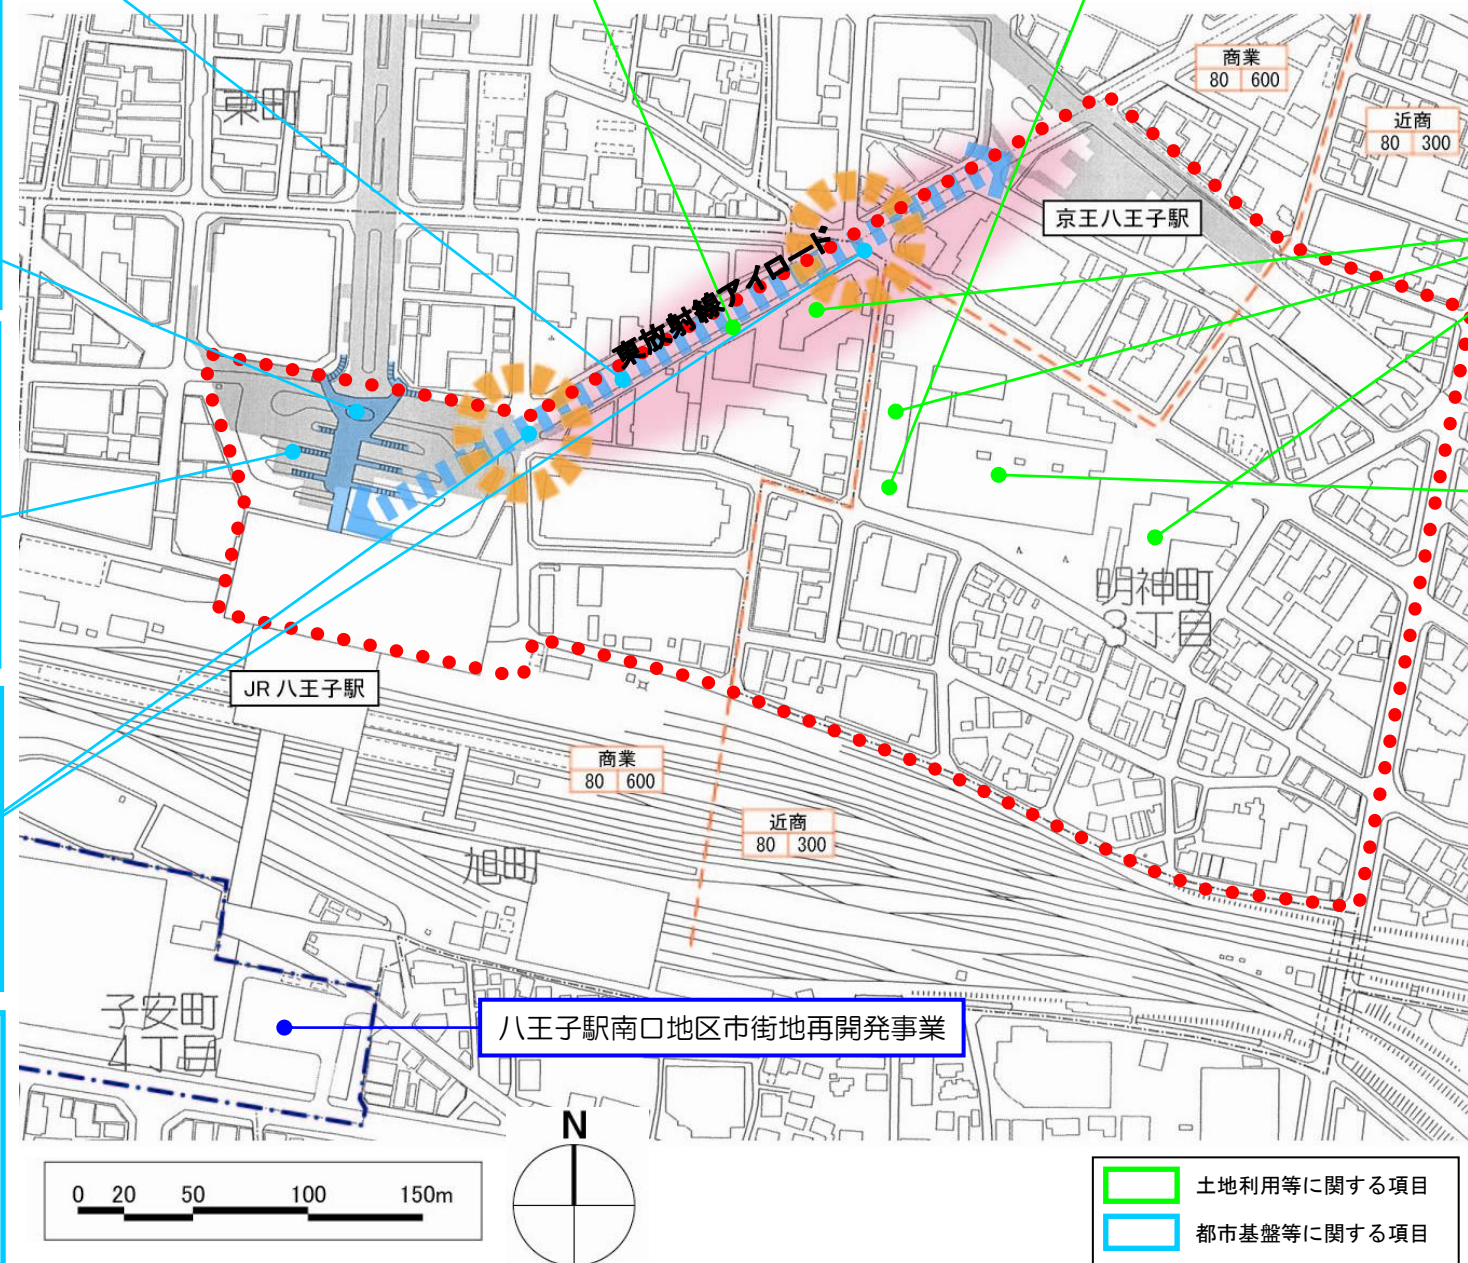 商業
80 600
近商
80 300
東町
京王八王子駅
東放射線アイロード
明神町
3丁目
JR 八王子駅
商業
80 600
近商
80 300
旭町
子安町
4丁目
八王子駅南口地区市街地再開発事業
N
0 20 50 100 150m
土地利用等に関する項目
都市基盤等に関する項目